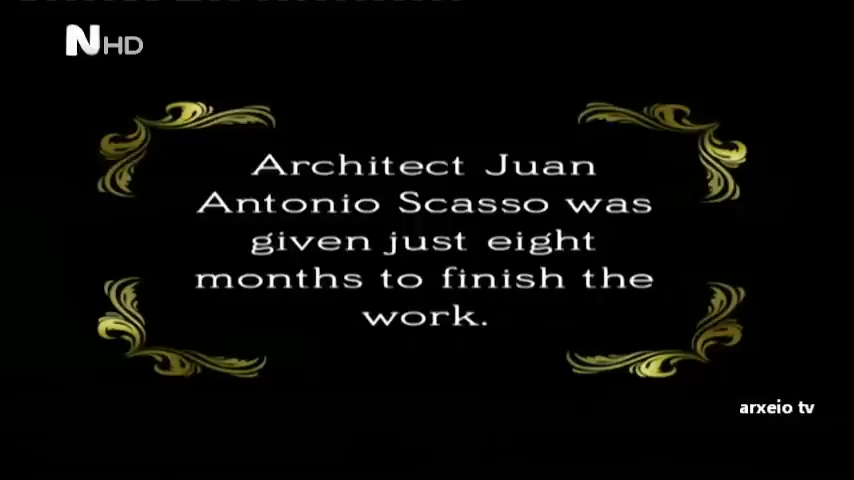 NHD
Architect Juan
Antonio Scasso was
given just eight
months to finish the
work.
arxeio tv